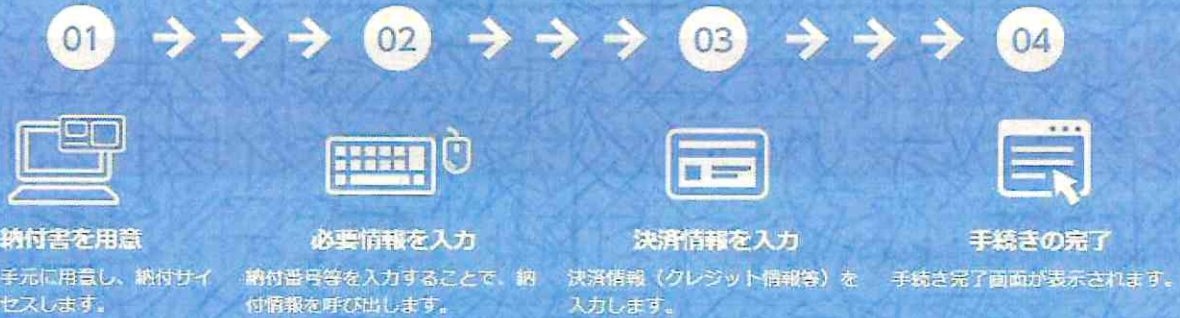 01 → → → 02 → → → 03 → → → 04
納付書を用意
手元に用意し、納付サイ
セスします。
必要情報を入力
納付番号等を入力することで、納
付情報を呼び出します。
決済情報を入力
決済情報（クレジット情報等）を
入力します。
手続きの完了
手続き完了画面が表示されます。